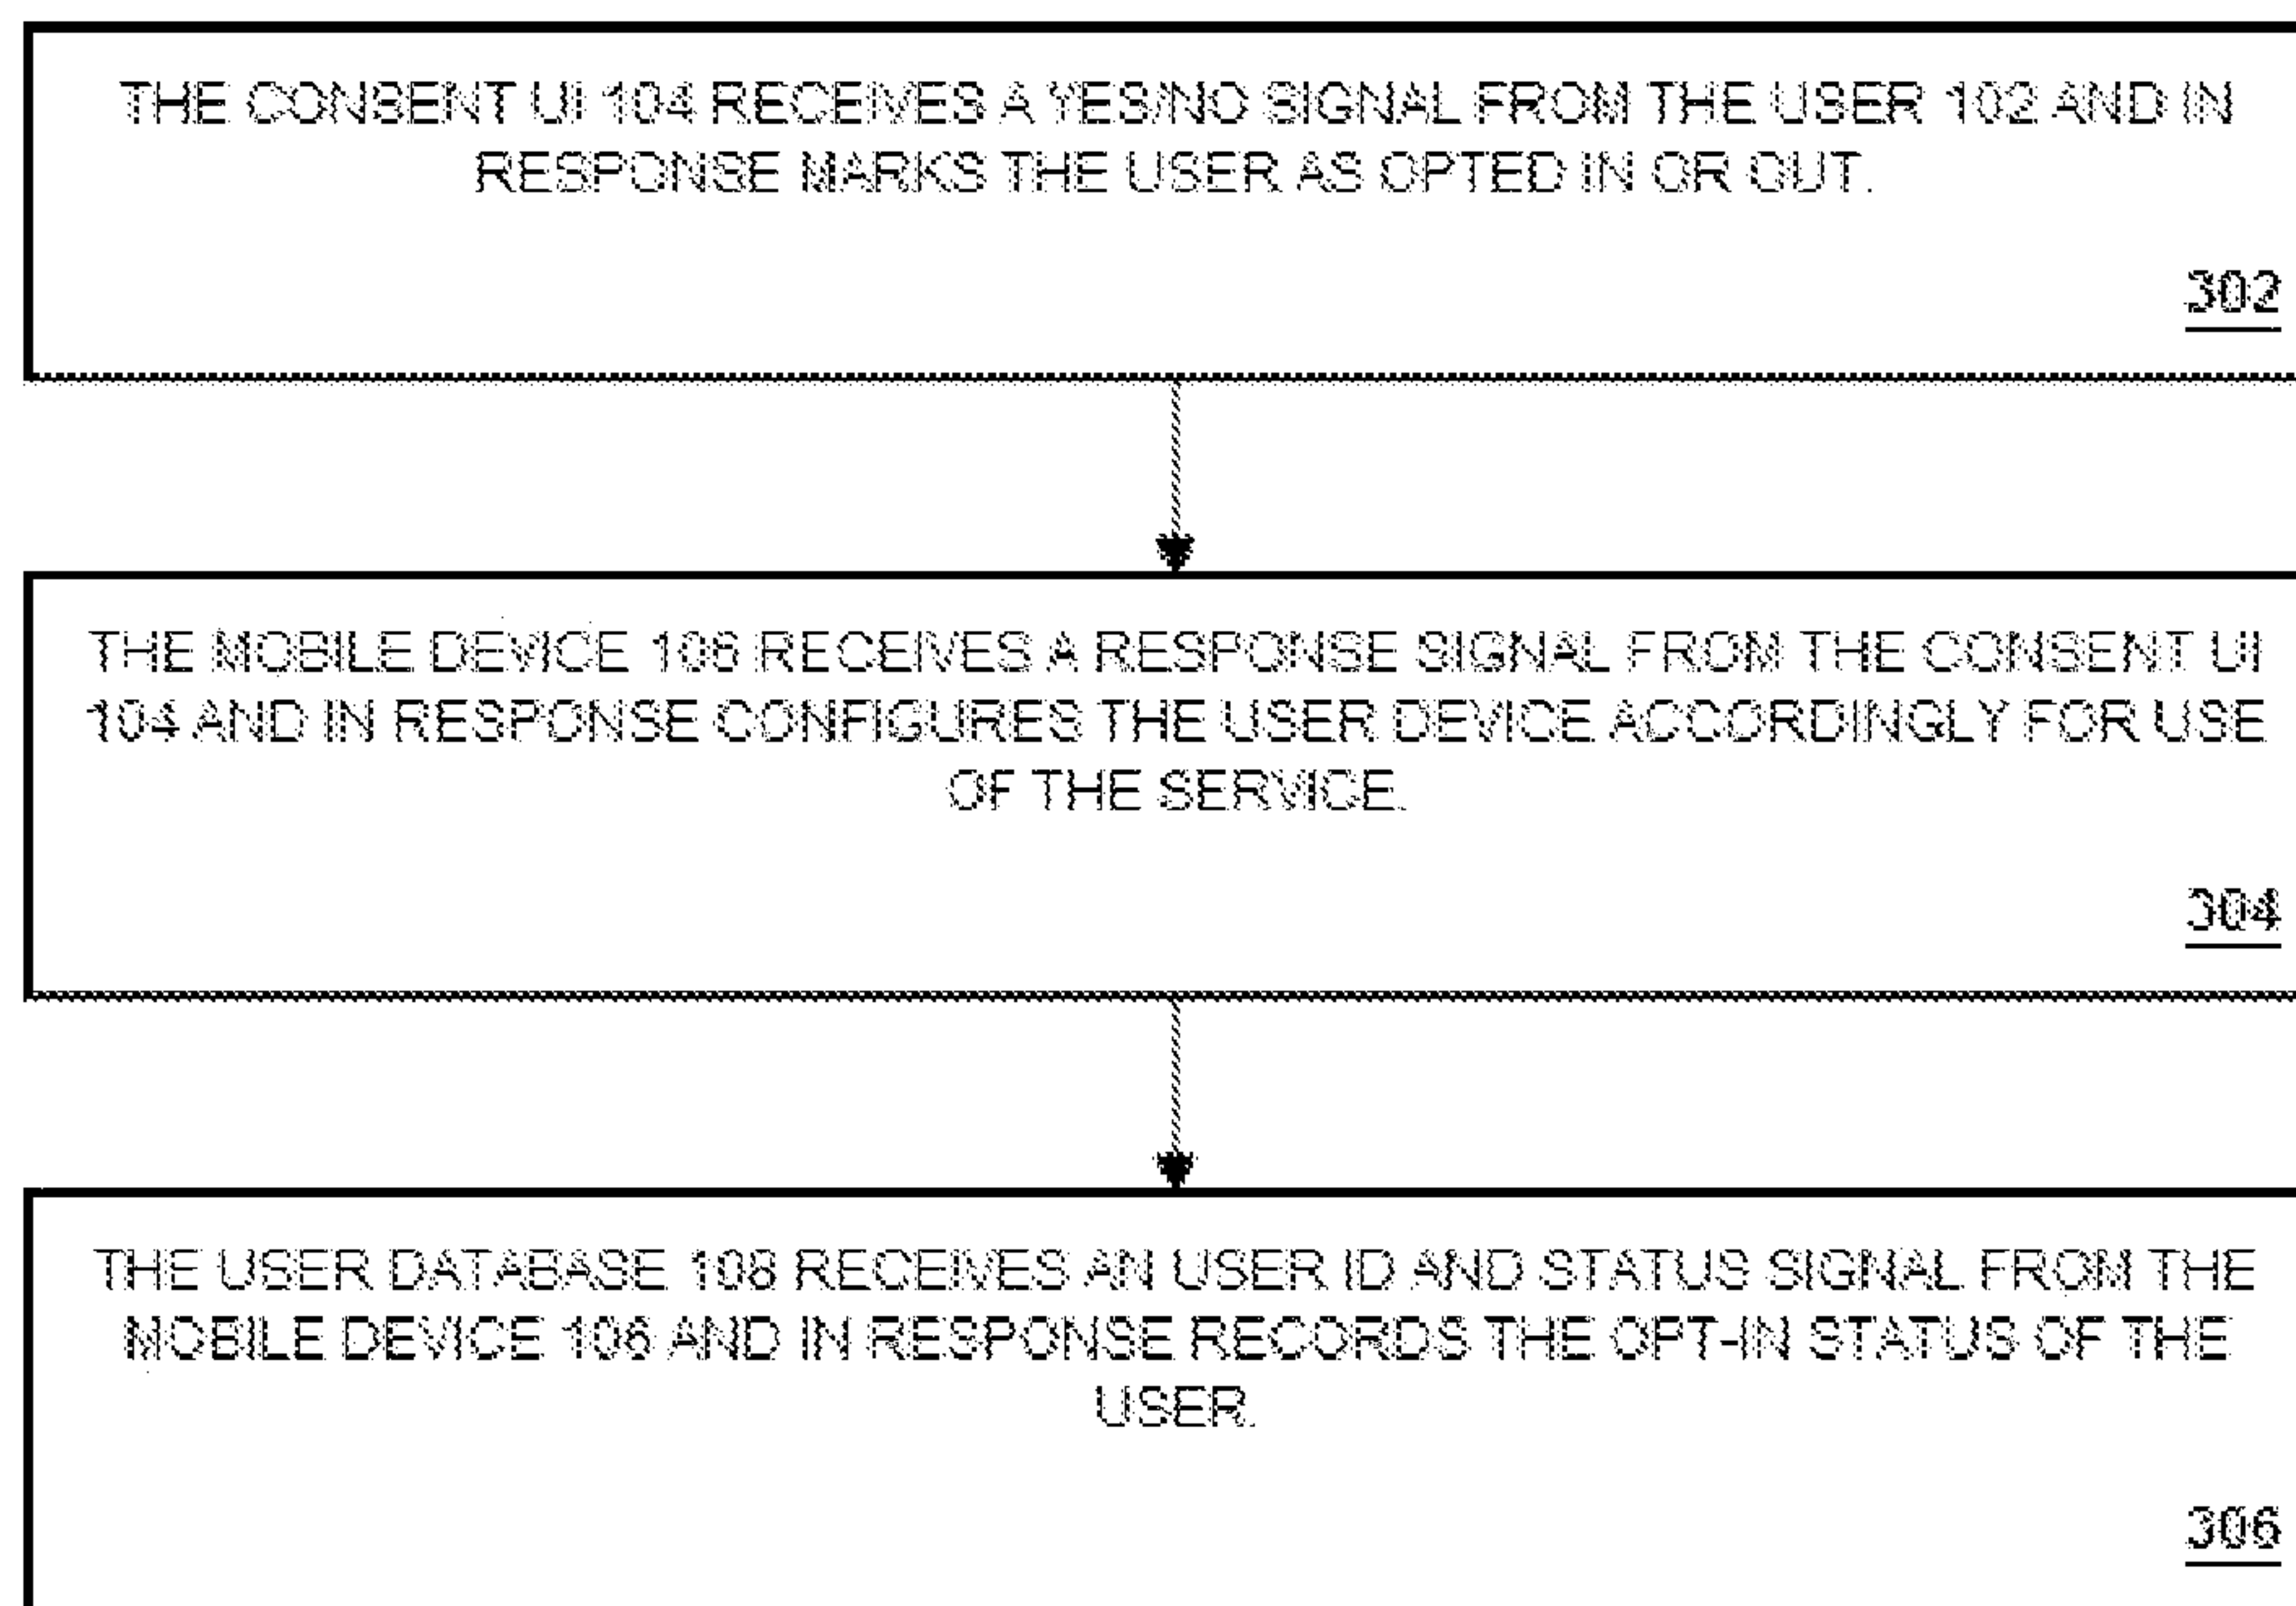 THE CONSENT UI 104 RECEIVES A YES/NO SIGNAL FROM THE USER 102 AND IN
RESPONSE MARKS THE USER AS OPTED IN OR OUT.
302
THE MOBILE DEVICE 106 RECEIVES A RESPONSE SIGNAL FROM THE CONSENT UI
104 AND IN RESPONSE CONFIGURES THE USER DEVICE ACCORDINGLY FOR USE
OF THE SERVICE.
304
THE USER DATABASE 108 RECEIVES AN USER ID AND STATUS SIGNAL FROM THE
MOBILE DEVICE 106 AND IN RESPONSE RECORDS THE OPT-IN STATUS OF THE
USER.
306